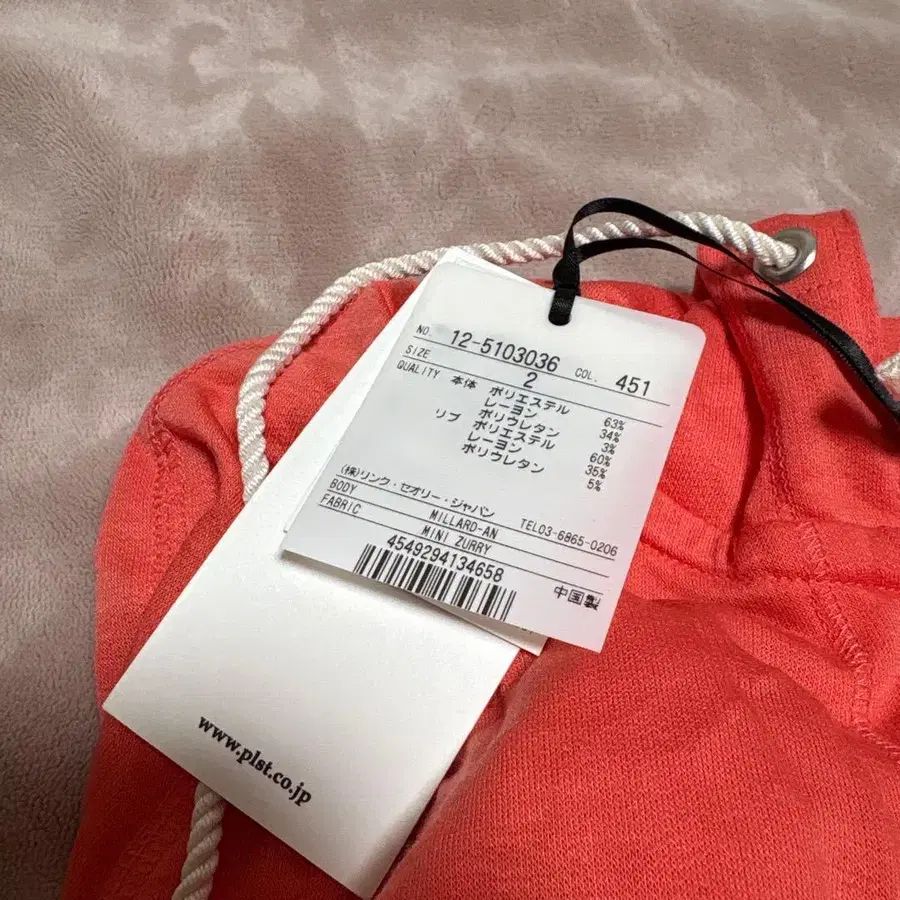 NO. 12-5103036 COL. 451
SIZE 2
QUALITY 本体 ポリエステル 63%
レーヨン 34%
ポリウレタン 3%
リブ ポリエステル 60%
レーヨン 35%
ポリウレタン 5%
(株)リンク・セオリー・ジャパン
TEL03-6865-0206
BODY MILLARD-AN
FABRIC MINI ZURRY
4549294134658
中国製
www.plst.co.jp